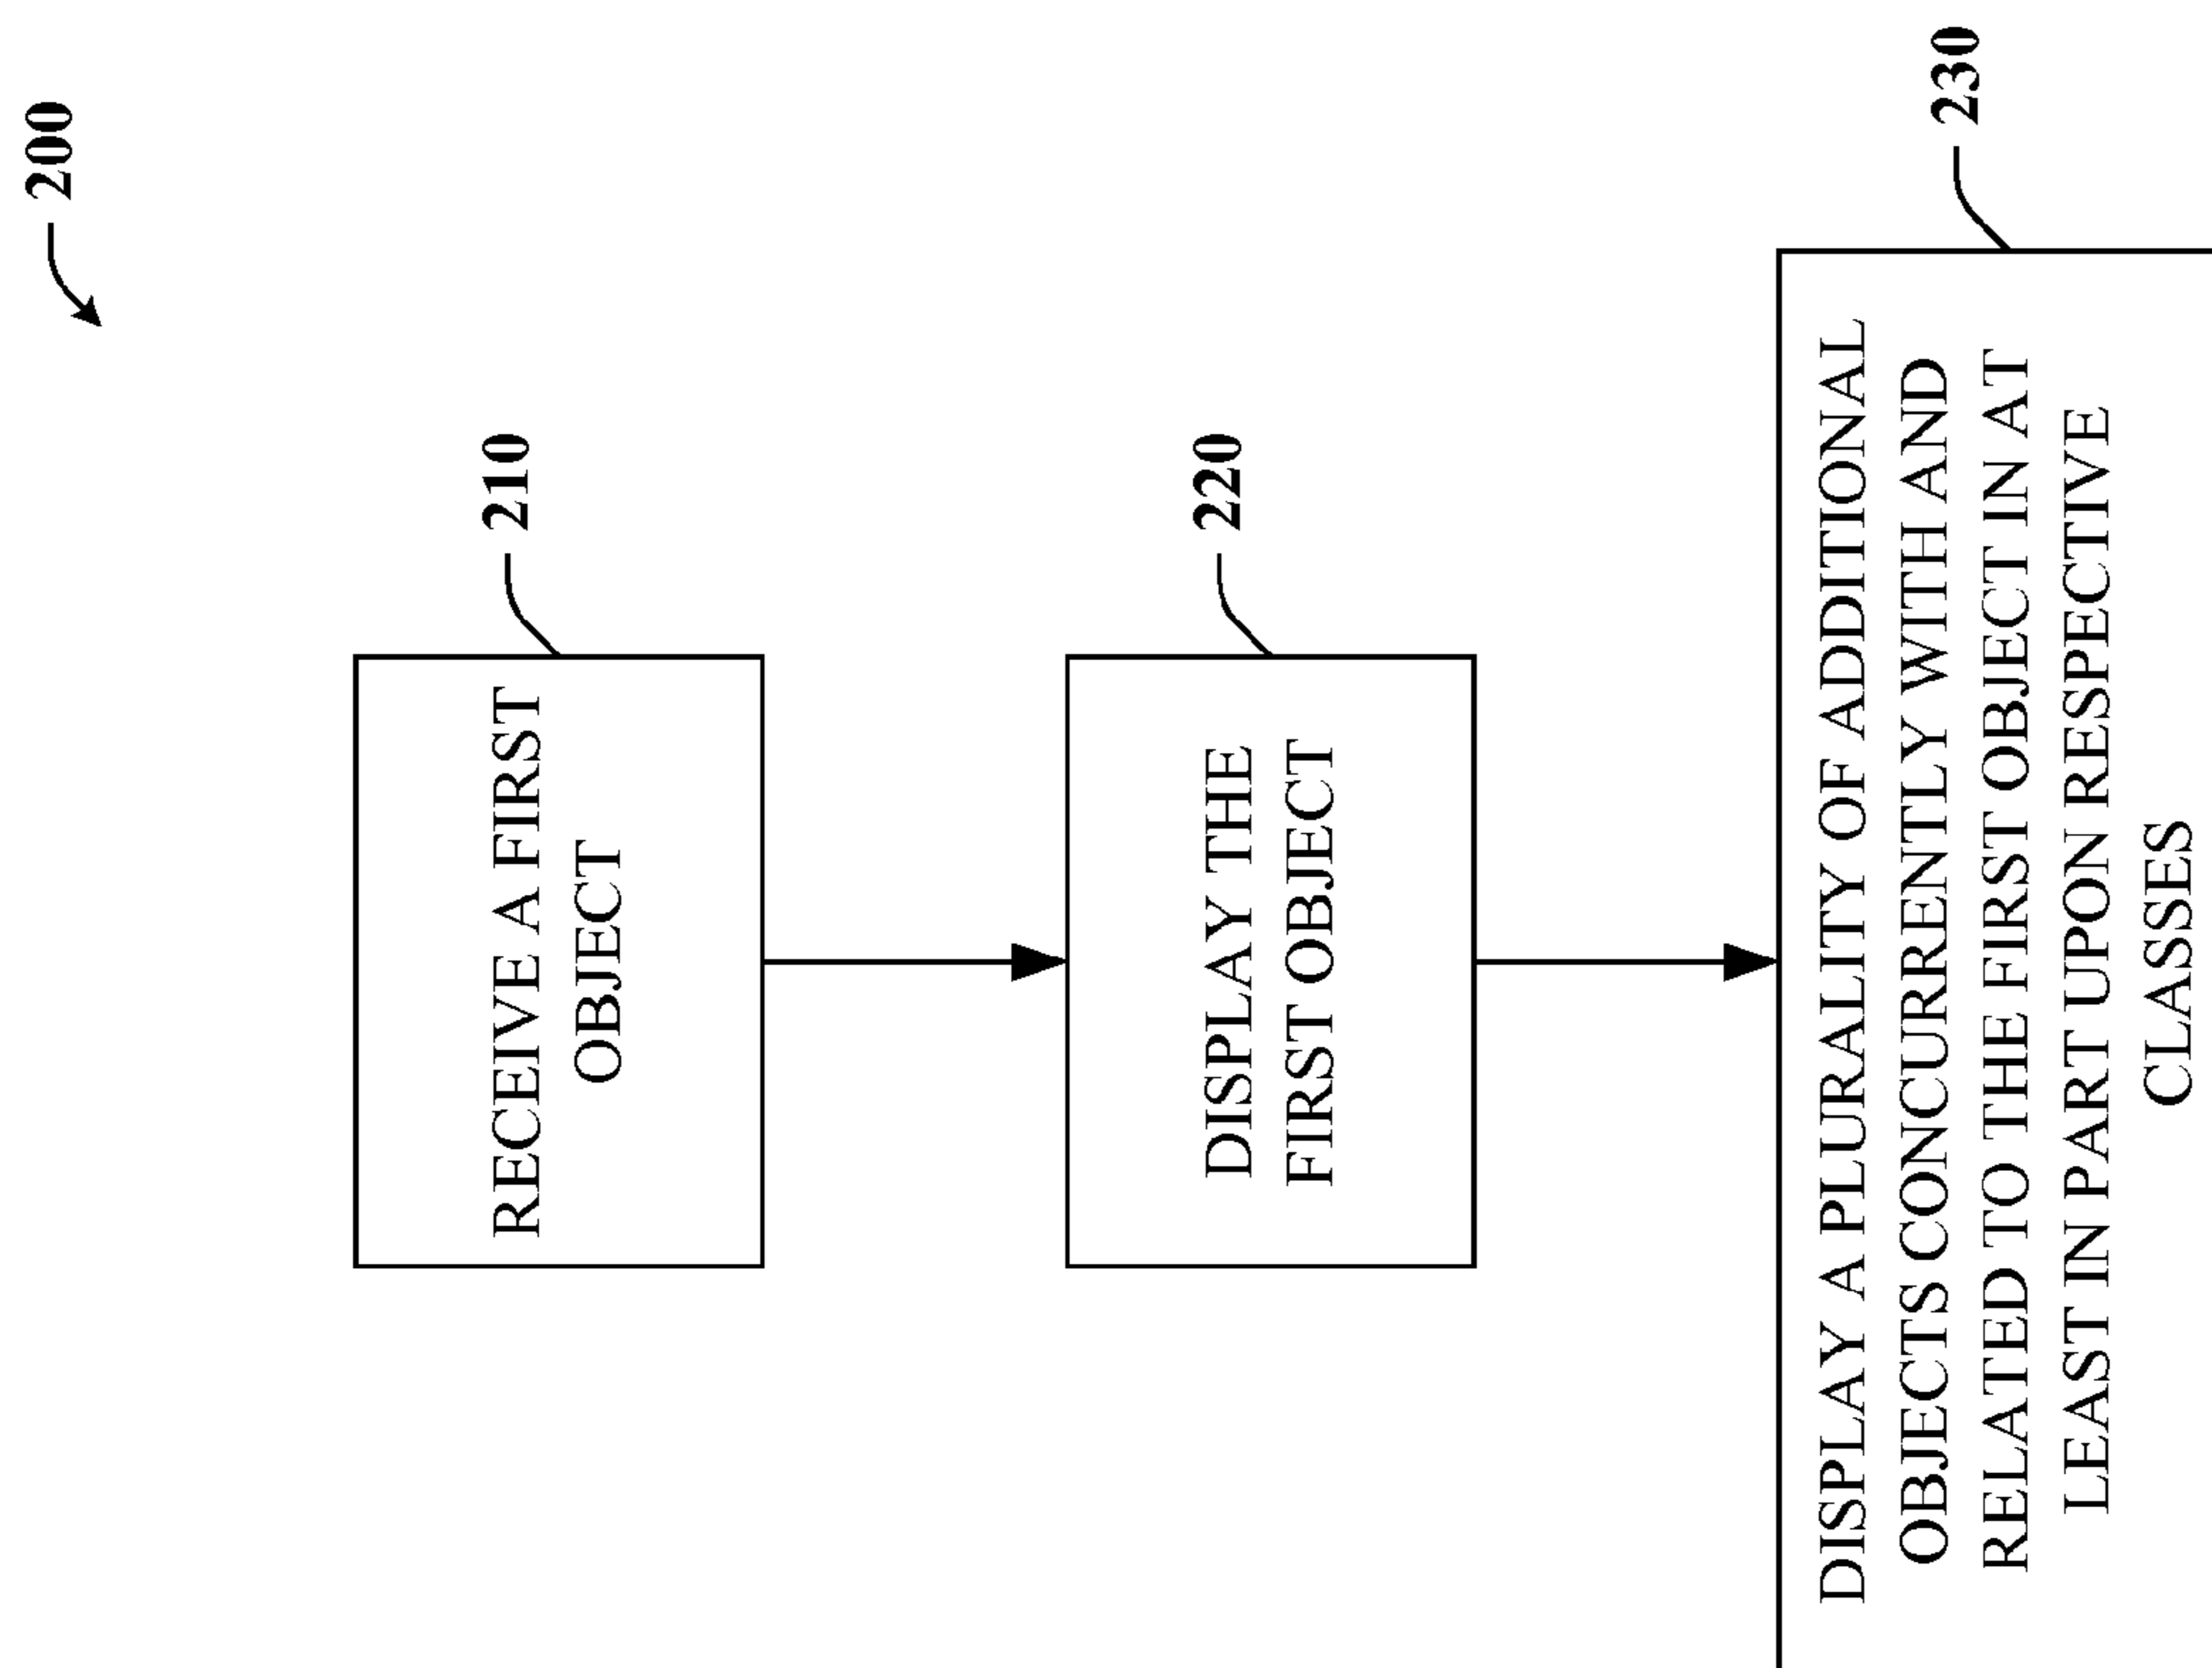 200
210
RECEIVE A FIRST
OBJECT
220
DISPLAY THE
FIRST OBJECT
230
DISPLAY A PLURALITY OF ADDITIONAL
OBJECTS CONCURRENTLY WITH AND
RELATED TO THE FIRST OBJECT IN AT
LEAST IN PART UPON RESPECTIVE
CLASSES